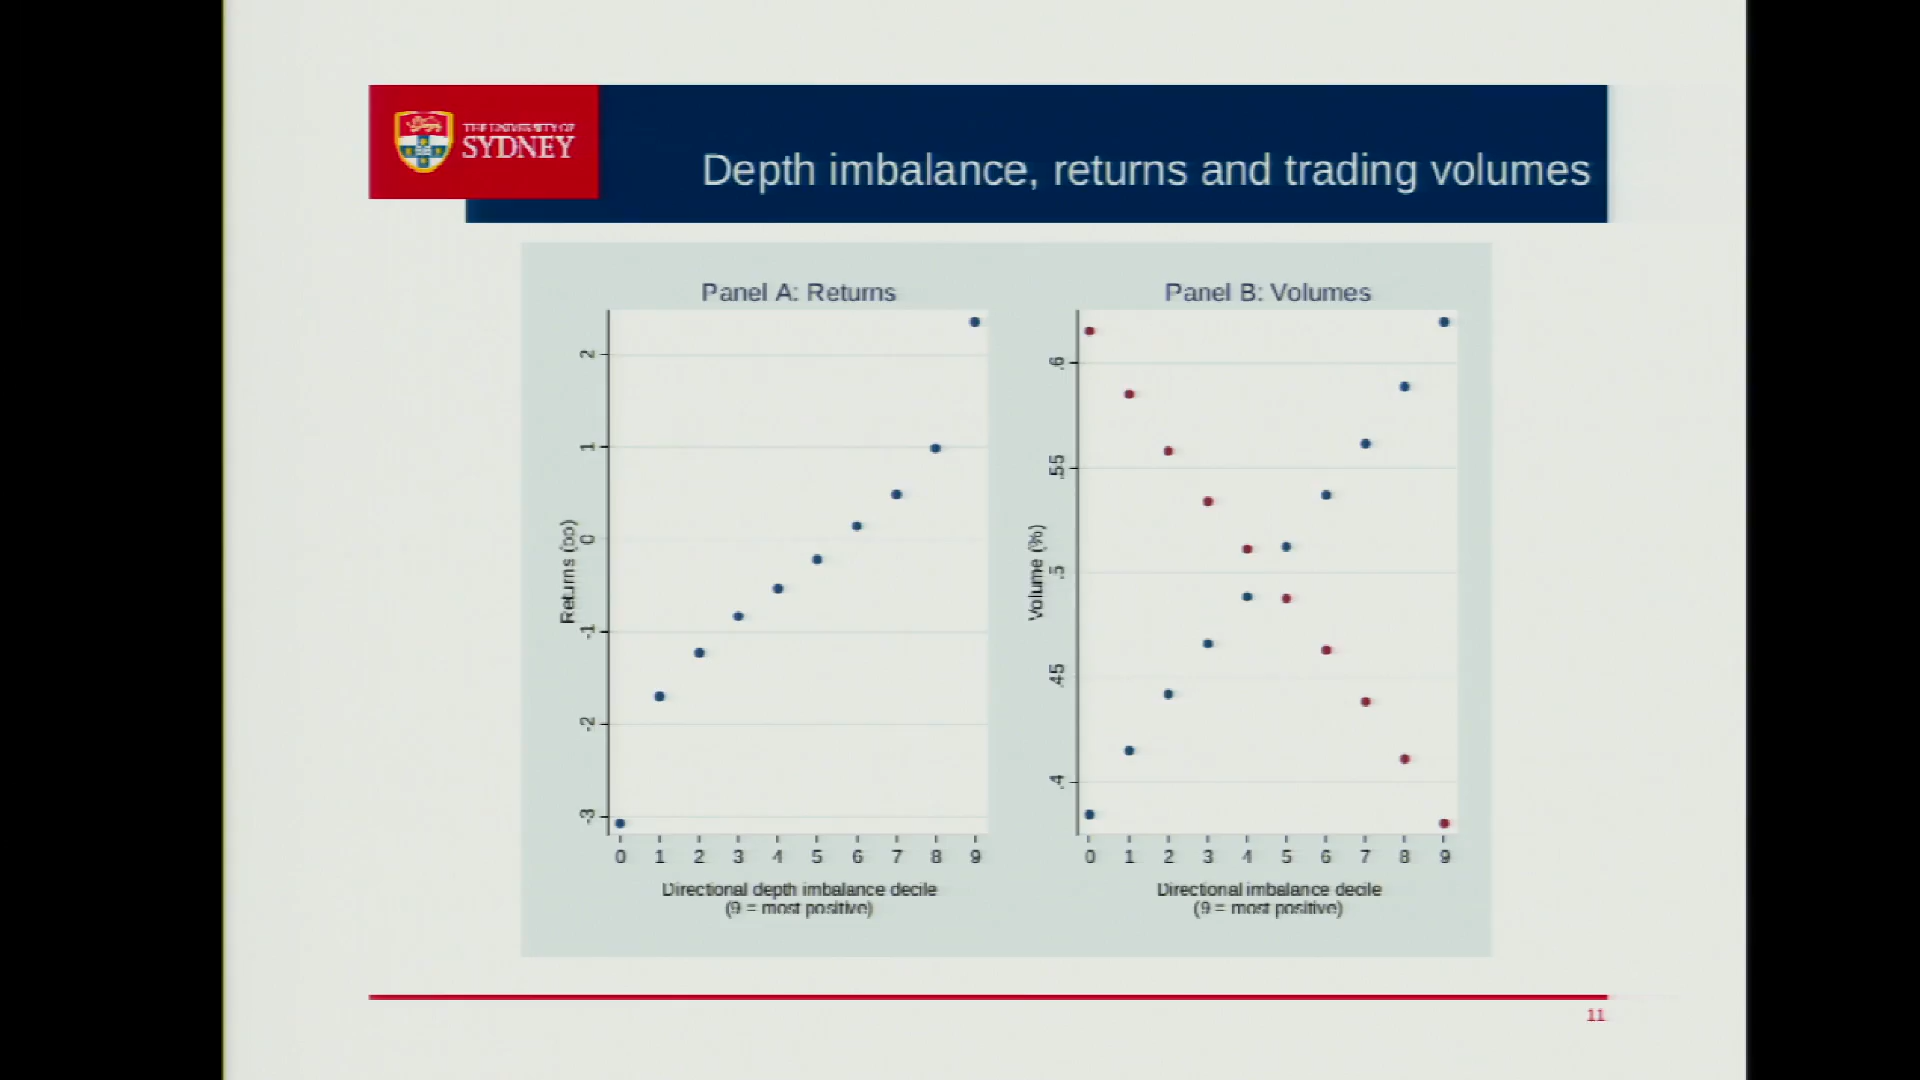 THE UNIVERSITY OF
SYDNEY
Depth imbalance, returns and trading volumes
Panel A: Returns
2
1
0
-1
-2
-3
Returns (bp)
0 1 2 3 4 5 6 7 8 9
Directional depth imbalance decile
(9 = most positive)
Panel B: Volumes
.6
.55
.5
.45
.4
Volume (%)
0 1 2 3 4 5 6 7 8 9
Directional imbalance decile
(9 = most positive)
11